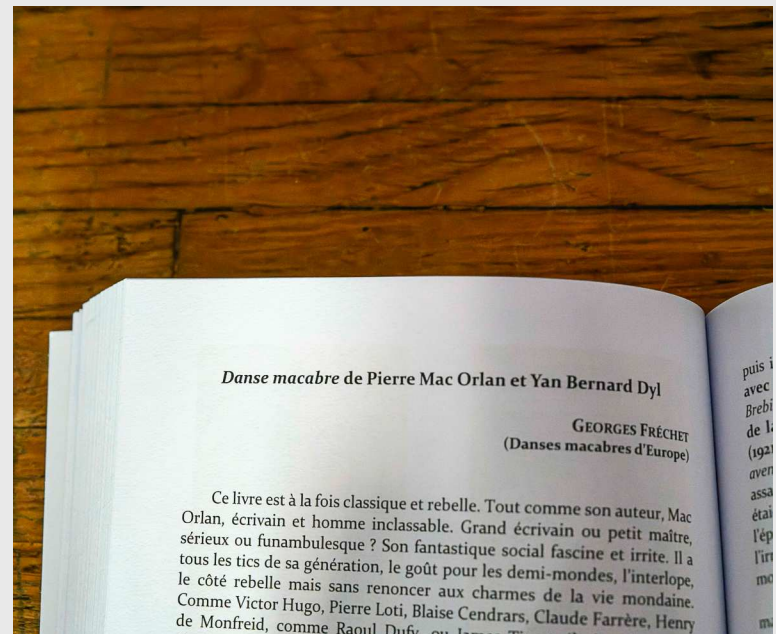 Danse macabre de Pierre Mac Orlan et Yan Bernard Dyl
GEORGES FRÉCHET
(Danses macabres d'Europe)
Ce livre est à la fois classique et rebelle. Tout comme son auteur, Mac
Orlan, écrivain et homme inclassable. Grand écrivain ou petit maître,
sérieux ou funambulesque ? Son fantastique social fascine et irrite. Il a
tous les tics de sa génération, le goût pour les demi-mondes, l'interlope,
le côté rebelle mais sans renoncer aux charmes de la vie mondaine.
Comme Victor Hugo, Pierre Loti, Blaise Cendrars, Claude Farrère, Henry
de Monfreid, comme Raoul Dufy, ou
puis
avec
Brebi
de
(1921
aven
assa
étai
l'ép
l'irr